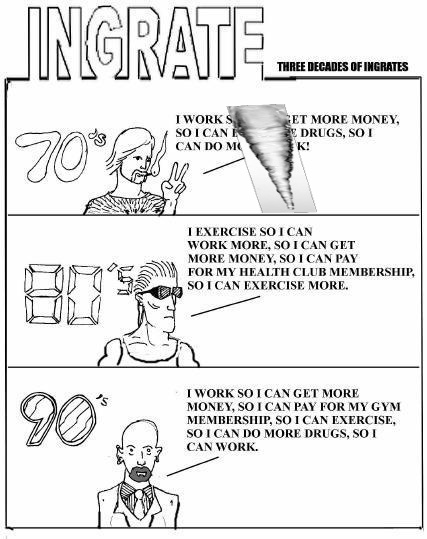 INGRATE
THREE DECADES OF INGRATES
70's
I WORK GET MORE MONEY,
SO I CAN DRUGS, SO I
CAN DO
80's
I EXERCISE SO I CAN
WORK MORE, SO I CAN GET
MORE MONEY, SO I CAN PAY
FOR MY HEALTH CLUB MEMBERSHIP,
SO I CAN EXERCISE MORE.
90's
I WORK SO I CAN GET MORE
MONEY, SO I CAN PAY FOR MY GYM
MEMBERSHIP, SO I CAN EXERCISE,
SO I CAN DO MORE DRUGS, SO I
CAN WORK.